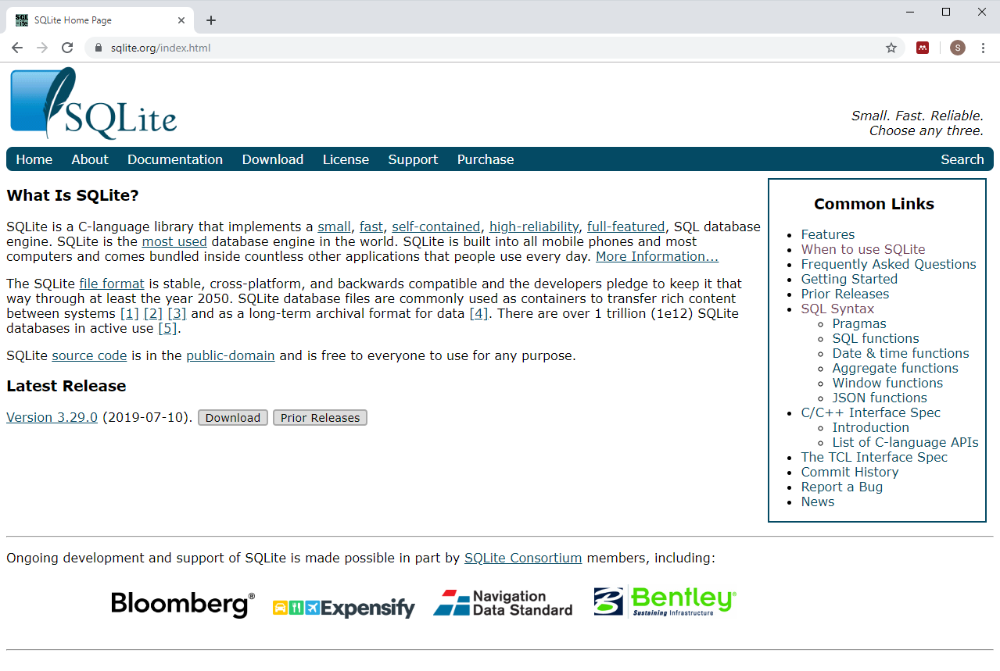 SQLite Home Page
sqlite.org/index.html
S
SQLite
Small. Fast. Reliable.
Choose any three.
Home About Documentation Download License Support Purchase Search
What Is SQLite?
SQLite is a C-language library that implements a small, fast, self-contained, high-reliability, full-featured, SQL database
engine. SQLite is the most used database engine in the world. SQLite is built into all mobile phones and most
computers and comes bundled inside countless other applications that people use every day. More Information...
The SQLite file format is stable, cross-platform, and backwards compatible and the developers pledge to keep it that
way through at least the year 2050. SQLite database files are commonly used as containers to transfer rich content
between systems [1] [2] [3] and as a long-term archival format for data [4]. There are over 1 trillion (1e12) SQLite
databases in active use [5].
SQLite source code is in the public-domain and is free to everyone to use for any purpose.
Latest Release
Version 3.29.0 (2019-07-10). Download Prior Releases
Common Links
Features
When to use SQLite
Frequently Asked Questions
Getting Started
Prior Releases
SQL Syntax
Pragmas
SQL functions
Date & time functions
Aggregate functions
Window functions
JSON functions
C/C++ Interface Spec
Introduction
List of C-language APIs
The TCL Interface Spec
Commit History
Report a Bug
News
Ongoing development and support of SQLite is made possible in part by SQLite Consortium members, including:
Bloomberg®
Expensify
Navigation
Data Standard
Bentley®
Sustaining Infrastructure